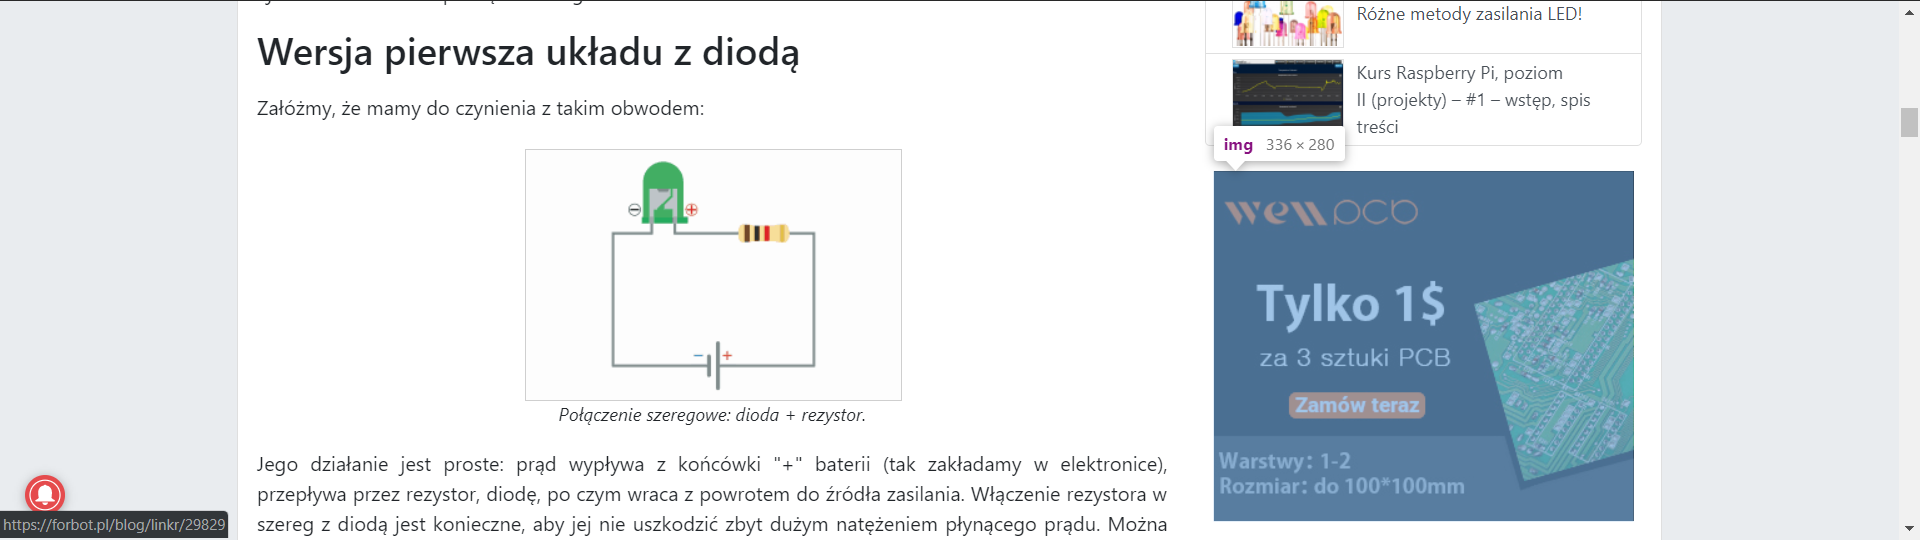 Wersja pierwsza układu z diodą
Załóżmy, że mamy do czynienia z takim obwodem:
Połączenie szeregowe: dioda + rezystor.
Jego działanie jest proste: prąd wypływa z końcówki "+" baterii (tak zakładamy w elektronice),
przepływa przez rezystor, diodę, po czym wraca z powrotem do źródła zasilania. Włączenie rezystora w
szereg z diodą jest konieczne, aby jej nie uszkodzić zbyt dużym natężeniem płynącego prądu. Można
https://forbot.pl/blog/linkr/29829
Różne metody zasilania LED!
Kurs Raspberry Pi, poziom
II (projekty) – #1 – wstęp, spis
treści
img 336 × 280
wellpcb
Tylko 1$
za 3 sztuki PCB
Zamów teraz
Warstwy: 1-2
Rozmiar: do 100*100mm